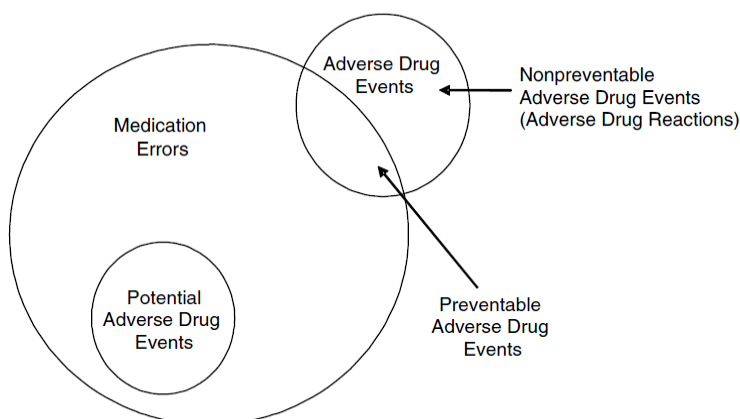 Adverse Drug
Events
Nonpreventable
Adverse Drug Events
(Adverse Drug Reactions)
Medication
Errors
Potential
Adverse Drug
Events
Preventable
Adverse Drug
Events